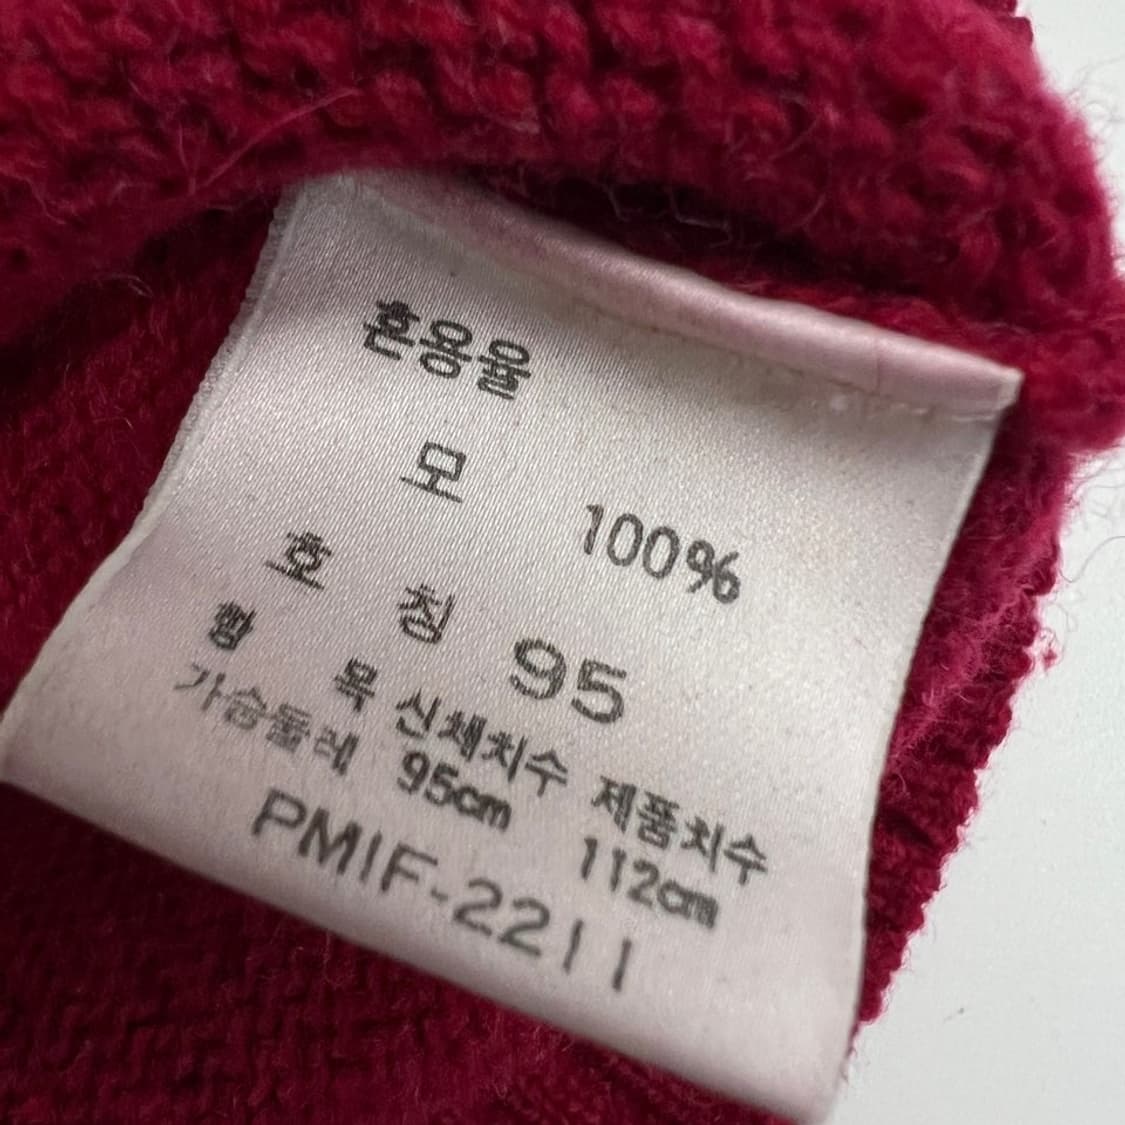 혼용율
모 100%
호 칭 95
항 목 신체치수 제품치수
가슴둘레 95cm 112cm
PMIF-2211